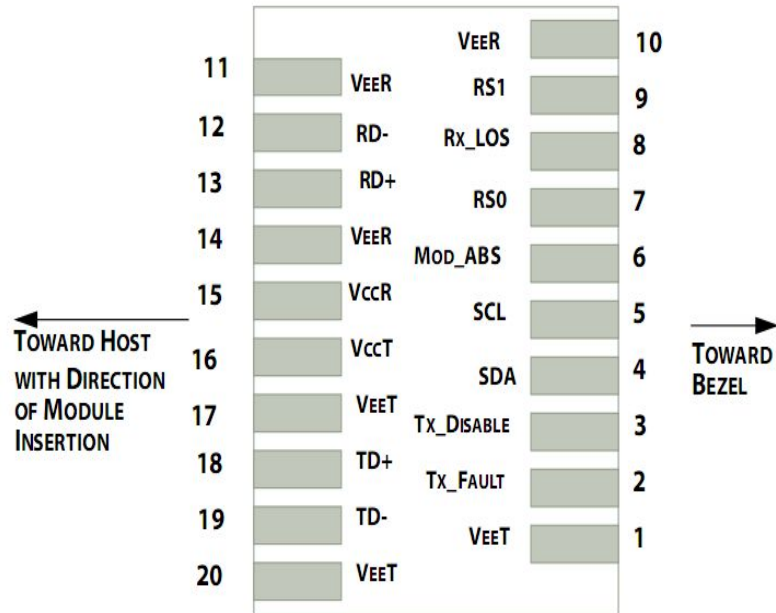 11 VEER
12 RD-
13 RD+
14 VEER
15 VCCR
16 VCCT
17 VEET
18 TD+
19 TD-
20 VEET
VEER 10
RS1 9
RX_LOS 8
RS0 7
MOD_ABS 6
SCL 5
SDA 4
TX_DISABLE 3
TX_FAULT 2
VEET 1
TOWARD HOST
WITH DIRECTION
OF MODULE
INSERTION
TOWARD
BEZEL